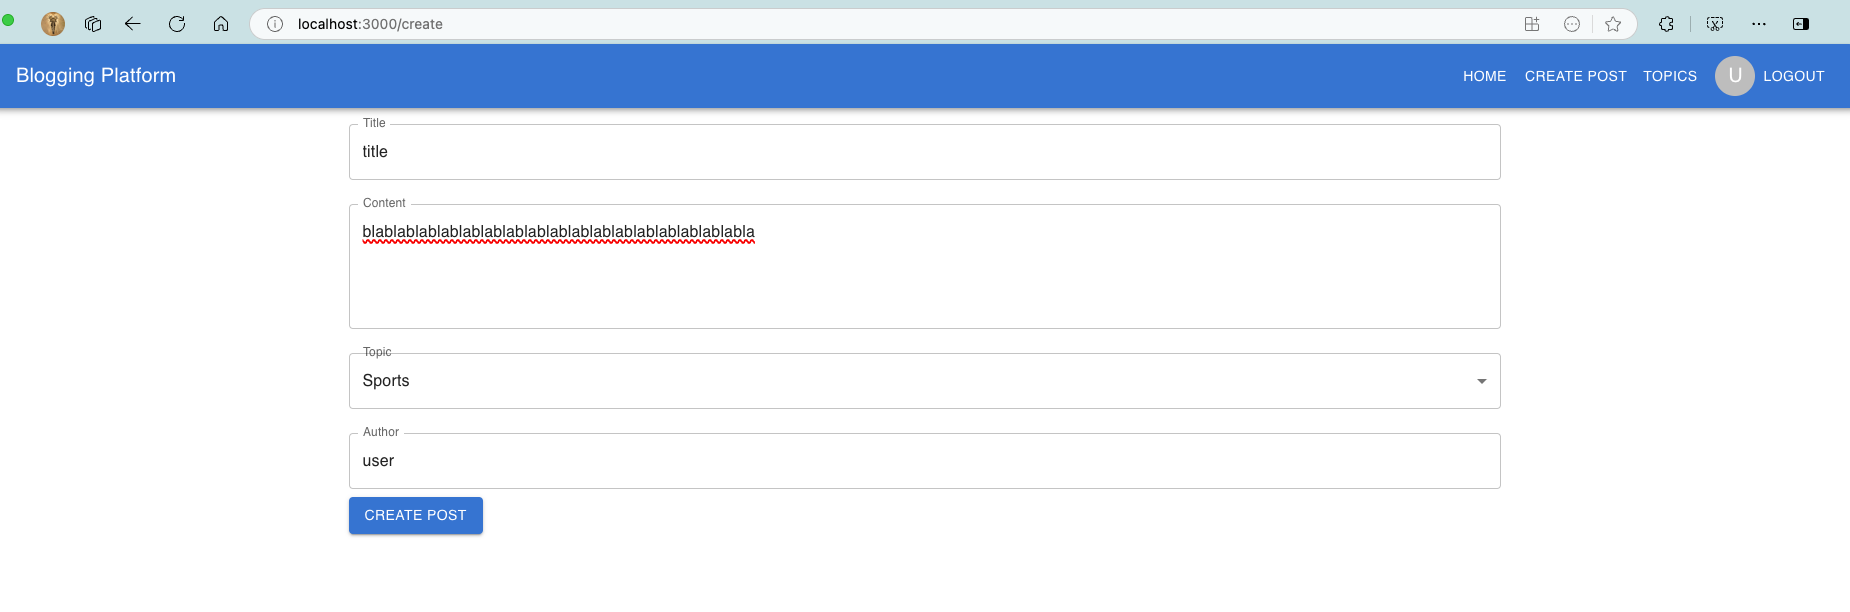 localhost:3000/create
Blogging Platform
HOME CREATE POST TOPICS U LOGOUT
Title
title
Content
blablablablablablablablablablablablablablablablablabla
Topic
Sports
Author
user
CREATE POST